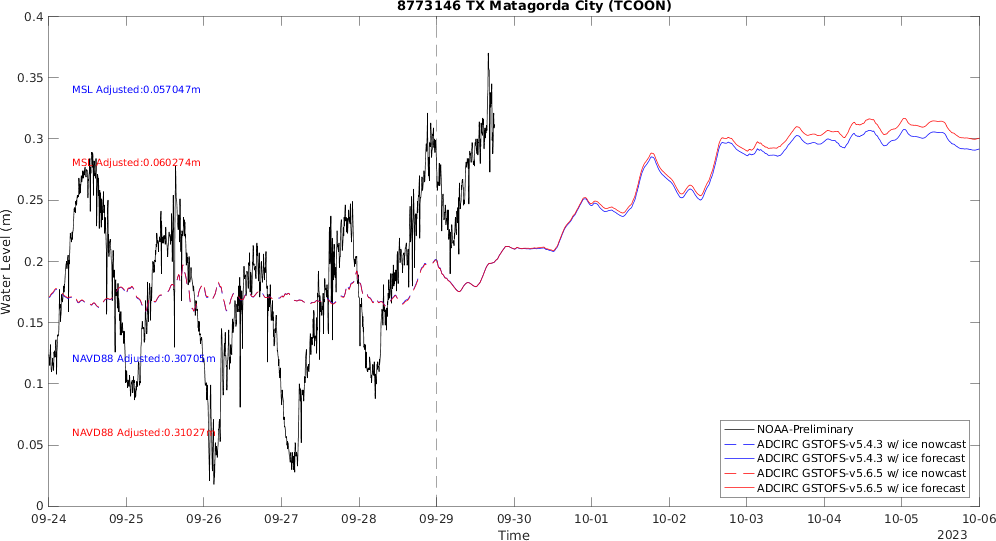 8773146 TX Matagorda City (TCOON)
0.4
0.35
0.3
0.25
0.2
0.15
0.1
0.05
0
Water Level (m)
MSL Adjusted:0.057047m
MSL Adjusted:0.060274m
NAVD88 Adjusted:0.30705m
NAVD88 Adjusted:0.31027m
NOAA-Preliminary
ADCIRC GSTOFS-v5.4.3 w/ ice nowcast
ADCIRC GSTOFS-v5.4.3 w/ ice forecast
ADCIRC GSTOFS-v5.6.5 w/ ice nowcast
ADCIRC GSTOFS-v5.6.5 w/ ice forecast
09-24 09-25 09-26 09-27 09-28 09-29 09-30 10-01 10-02 10-03 10-04 10-05 10-06
Time
2023